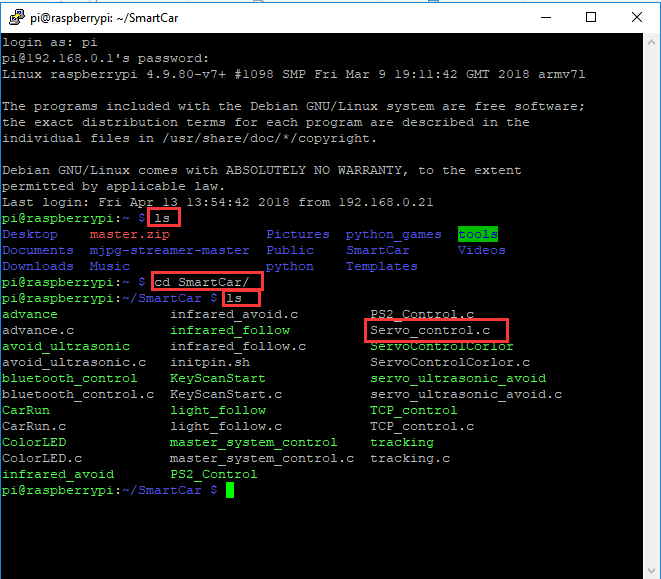 pi@raspberrypi: ~/SmartCar
login as: pi
pi@192.168.0.1's password:
Linux raspberrypi 4.9.80-v7+ #1098 SMP Fri Mar 9 19:11:42 GMT 2018 armv7l
The programs included with the Debian GNU/Linux system are free software;
the exact distribution terms for each program are described in the
individual files in /usr/share/doc/*/copyright.
Debian GNU/Linux comes with ABSOLUTELY NO WARRANTY, to the extent
permitted by applicable law.
Last login: Fri Apr 13 13:54:42 2018 from 192.168.0.21
pi@raspberrypi:~ $ ls
Desktop    master.zip            Pictures  python_games  tools
Documents  mjpg-streamer-master  Public    SmartCar      Videos
Downloads  Music                 python    Templates
pi@raspberrypi:~ $ cd SmartCar/
pi@raspberrypi:~/SmartCar $ ls
advance              infrared_avoid.c         PS2_Control.c
advance.c            infrared_follow          Servo_control.c
avoid_ultrasonic     infrared_follow.c        ServoControlCorlor
avoid_ultrasonic.c   initpin.sh               ServoControlCorlor.c
bluetooth_control    KeyScanStart             servo_ultrasonic_avoid
bluetooth_control.c  KeyScanStart.c           servo_ultrasonic_avoid.c
CarRun               light_follow             TCP_control
CarRun.c             light_follow.c           TCP_control.c
ColorLED             master_system_control    tracking
ColorLED.c           master_system_control.c  tracking.c
infrared_avoid       PS2_Control
pi@raspberrypi:~/SmartCar $